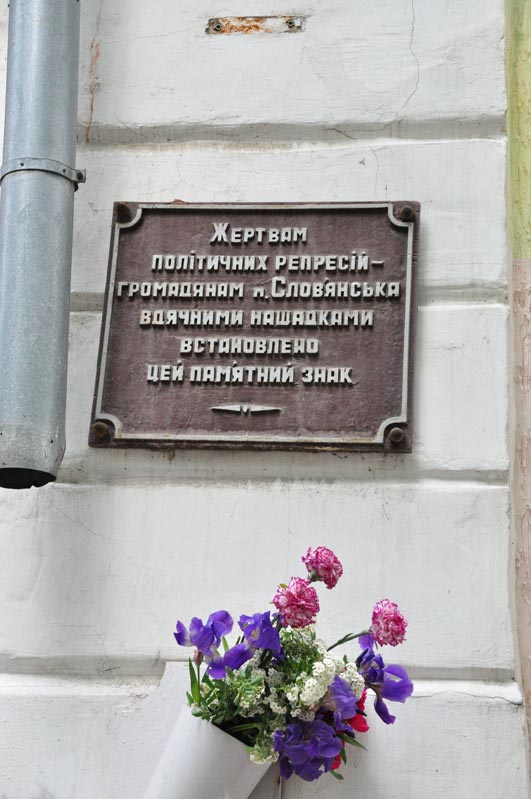 Жертвам
політичних репресій–
громадянам м. Слов'янська
вдячними нащадками
встановлено
цей пам'ятний знак